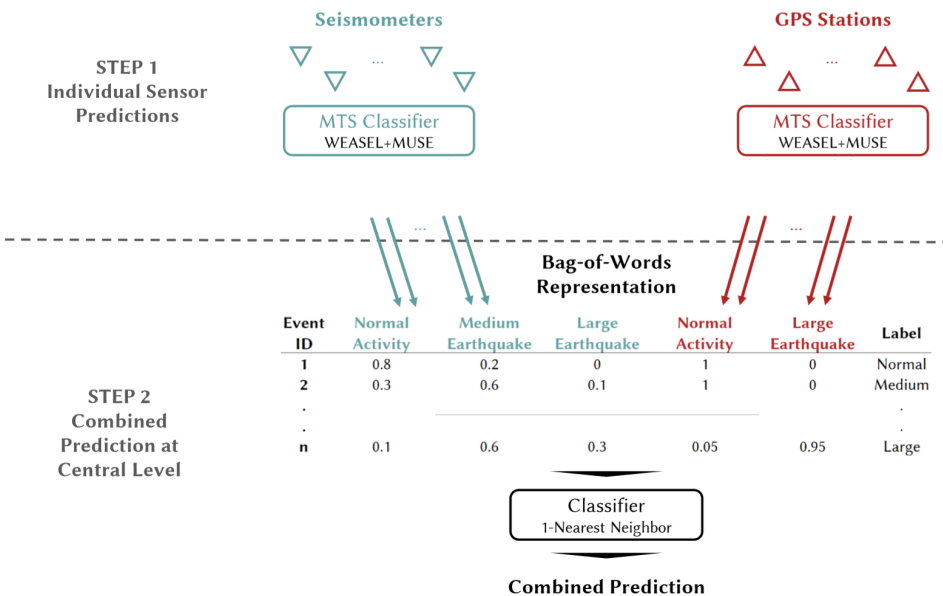 Seismometers
GPS Stations
STEP 1
Individual Sensor
Predictions
...
...
MTS Classifier
WEASEL+MUSE
MTS Classifier
WEASEL+MUSE
...
...
Bag-of-Words
Representation
Event
ID
Normal
Activity
Medium
Earthquake
Large
Earthquake
Normal
Activity
Large
Earthquake
Label
1 0.8 0.2 0 1 0 Normal
2 0.3 0.6 0.1 1 0 Medium
. .
. .
n 0.1 0.6 0.3 0.05 0.95 Large
STEP 2
Combined
Prediction at
Central Level
Classifier
1-Nearest Neighbor
Combined Prediction